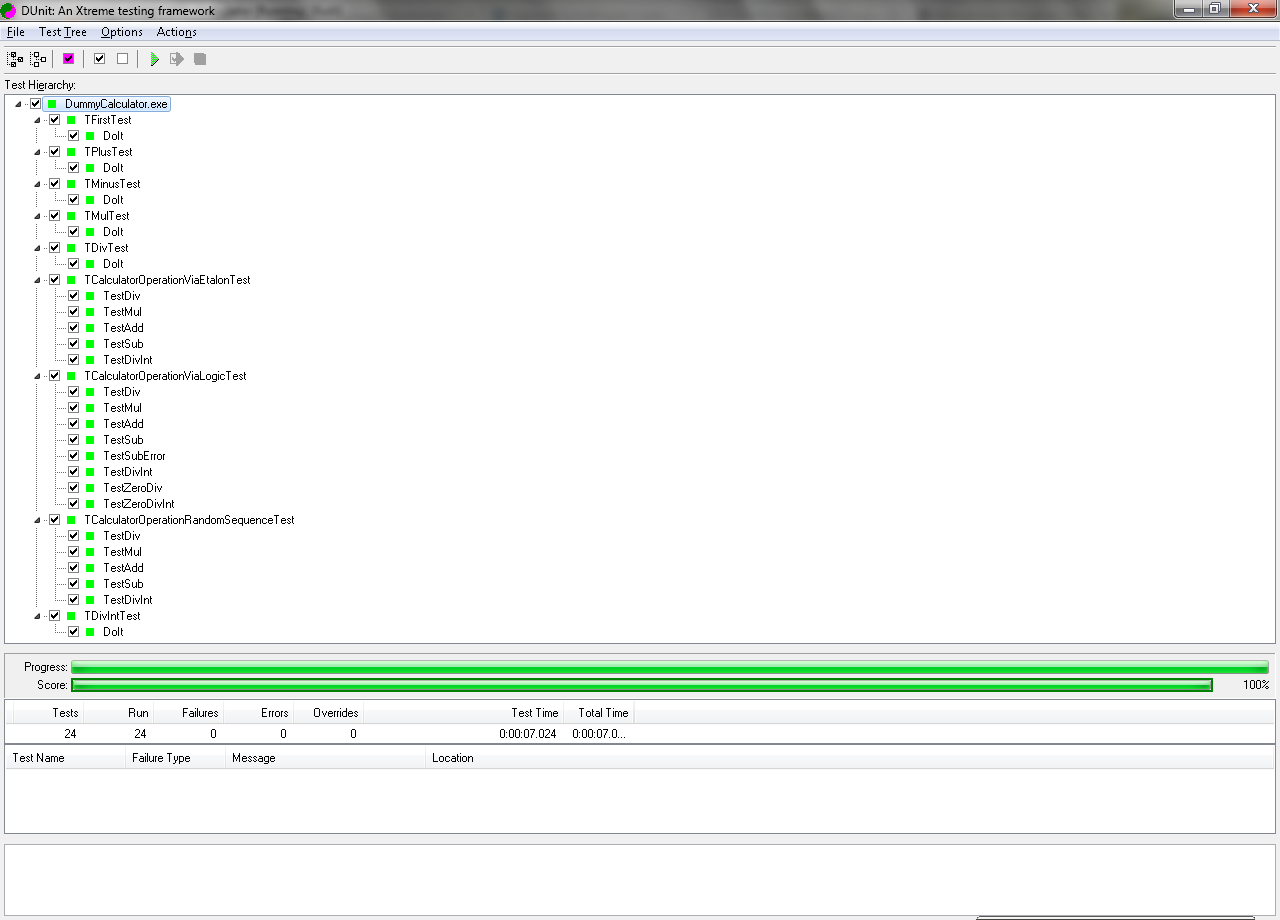 DUnit: An Xtreme testing framework
File Test Tree Options Actions
Test Hierarchy:
DummyCalculator.exe
TFirstTest
DoIt
TPlusTest
DoIt
TMinusTest
DoIt
TMulTest
DoIt
TDivTest
DoIt
TCalculatorOperationViaEtalonTest
TestDiv
TestMul
TestAdd
TestSub
TestDivInt
TCalculatorOperationViaLogicTest
TestDiv
TestMul
TestAdd
TestSub
TestSubError
TestDivInt
TestZeroDiv
TestZeroDivInt
TCalculatorOperationRandomSequenceTest
TestDiv
TestMul
TestAdd
TestSub
TestDivInt
TDivIntTest
DoIt
Progress:
Score: 100%
Tests Run Failures Errors Overrides Test Time Total Time
24 24 0 0 0 0:00:07.024 0:00:07.0...
Test Name Failure Type Message Location